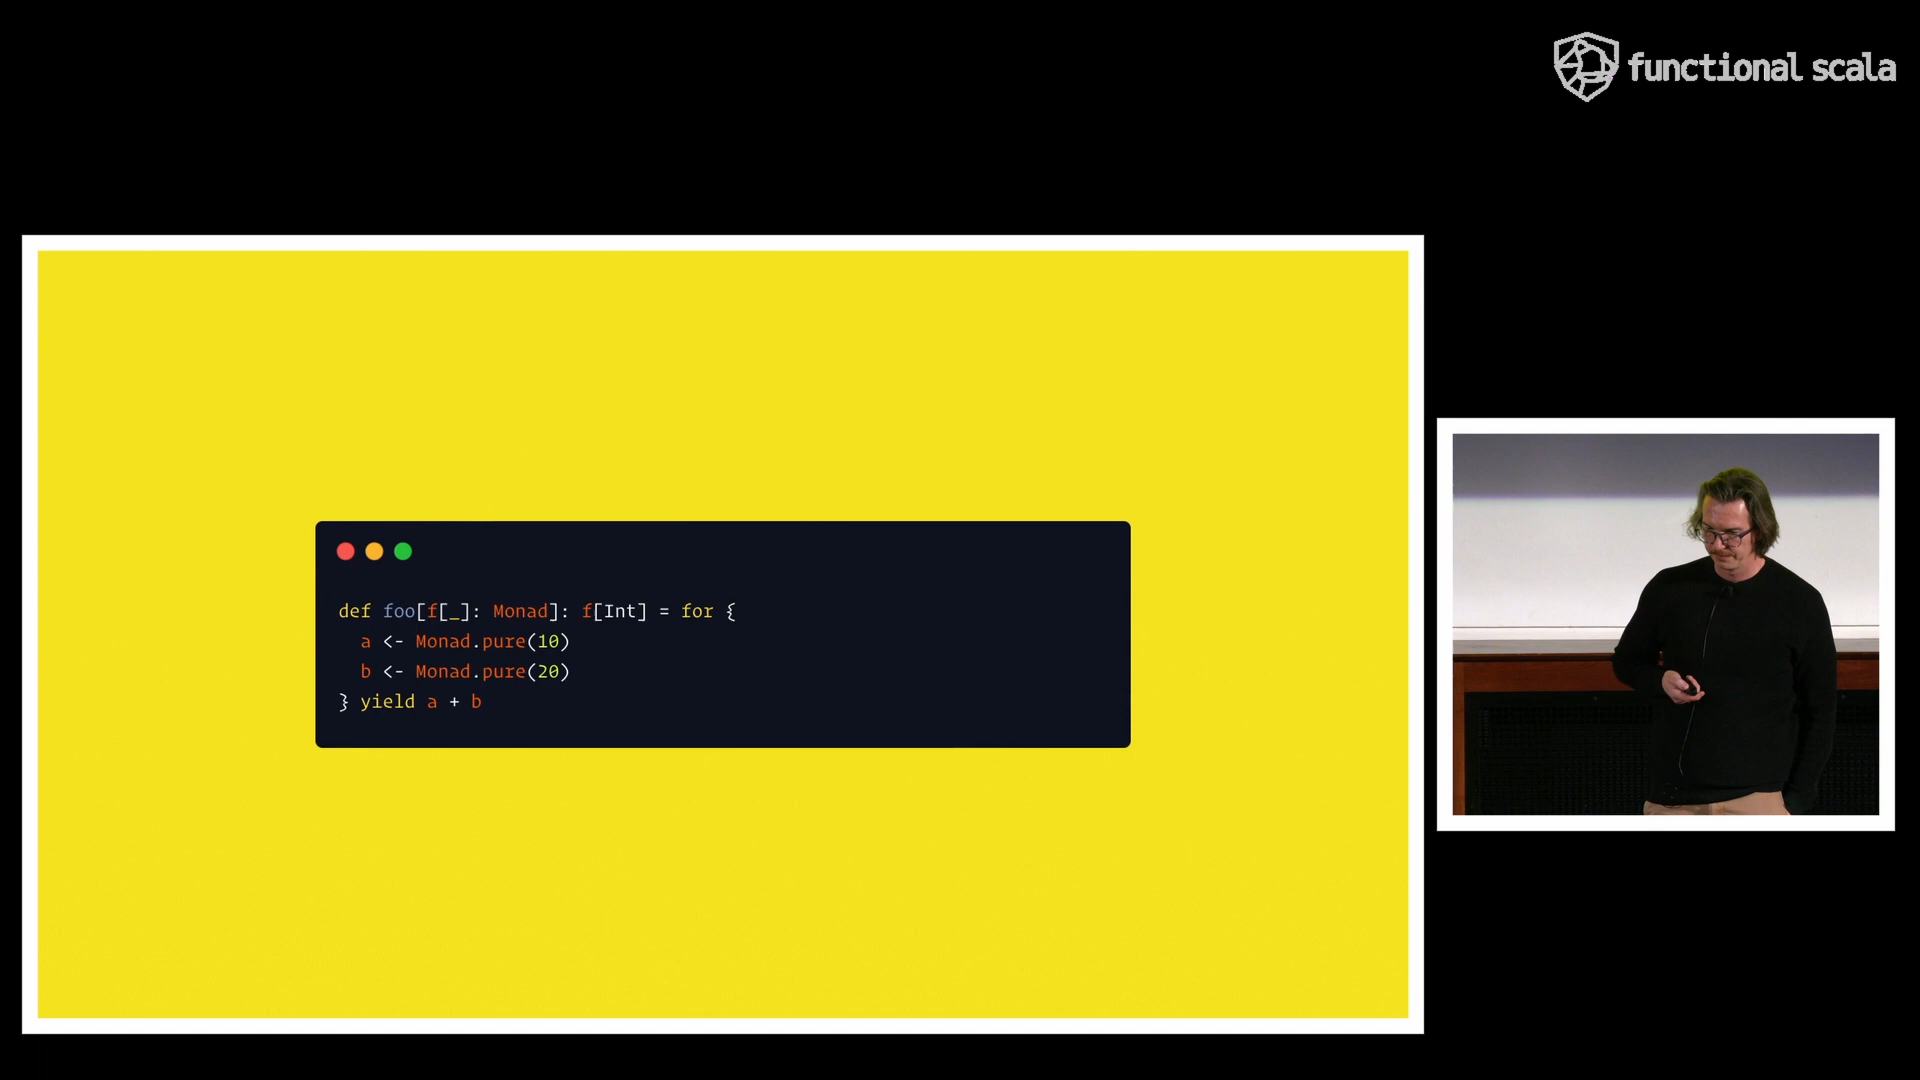 functional scala
def foo[f[_]: Monad]: f[Int] = for {
  a <- Monad.pure(10)
  b <- Monad.pure(20)
} yield a + b